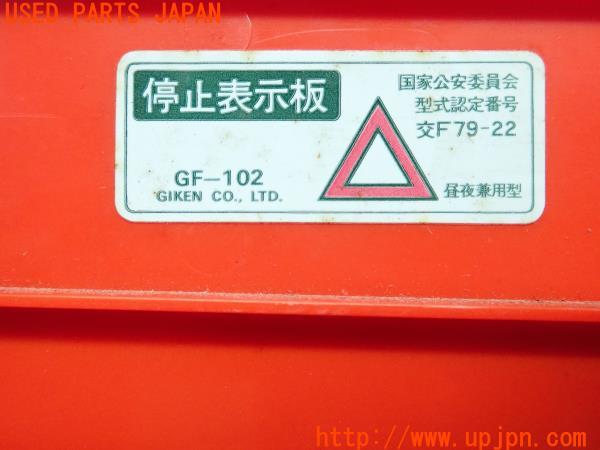 USED PARTS JAPAN
停止表示板
国家公安委員会
型式認定番号
交F79-22
GF-102
GIKEN CO., LTD.
昼夜兼用型
http://www.upjpn.com/